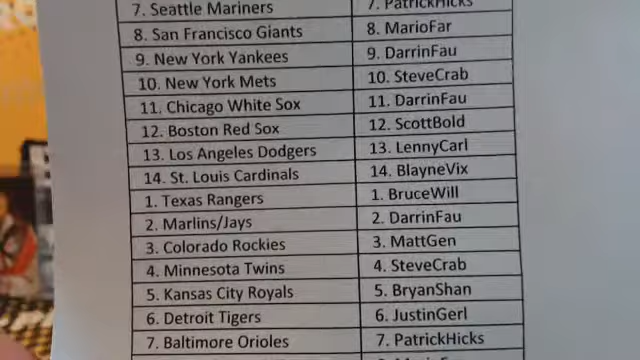 7. Seattle Mariners 7. PatrickHicks
8. San Francisco Giants 8. MarioFar
9. New York Yankees 9. DarrinFau
10. New York Mets 10. SteveCrab
11. Chicago White Sox 11. DarrinFau
12. Boston Red Sox 12. ScottBold
13. Los Angeles Dodgers 13. LennyCarl
14. St. Louis Cardinals 14. BlayneVix
1. Texas Rangers 1. BruceWill
2. Marlins/Jays 2. DarrinFau
3. Colorado Rockies 3. MattGen
4. Minnesota Twins 4. SteveCrab
5. Kansas City Royals 5. BryanShan
6. Detroit Tigers 6. JustinGerl
7. Baltimore Orioles 7. PatrickHicks